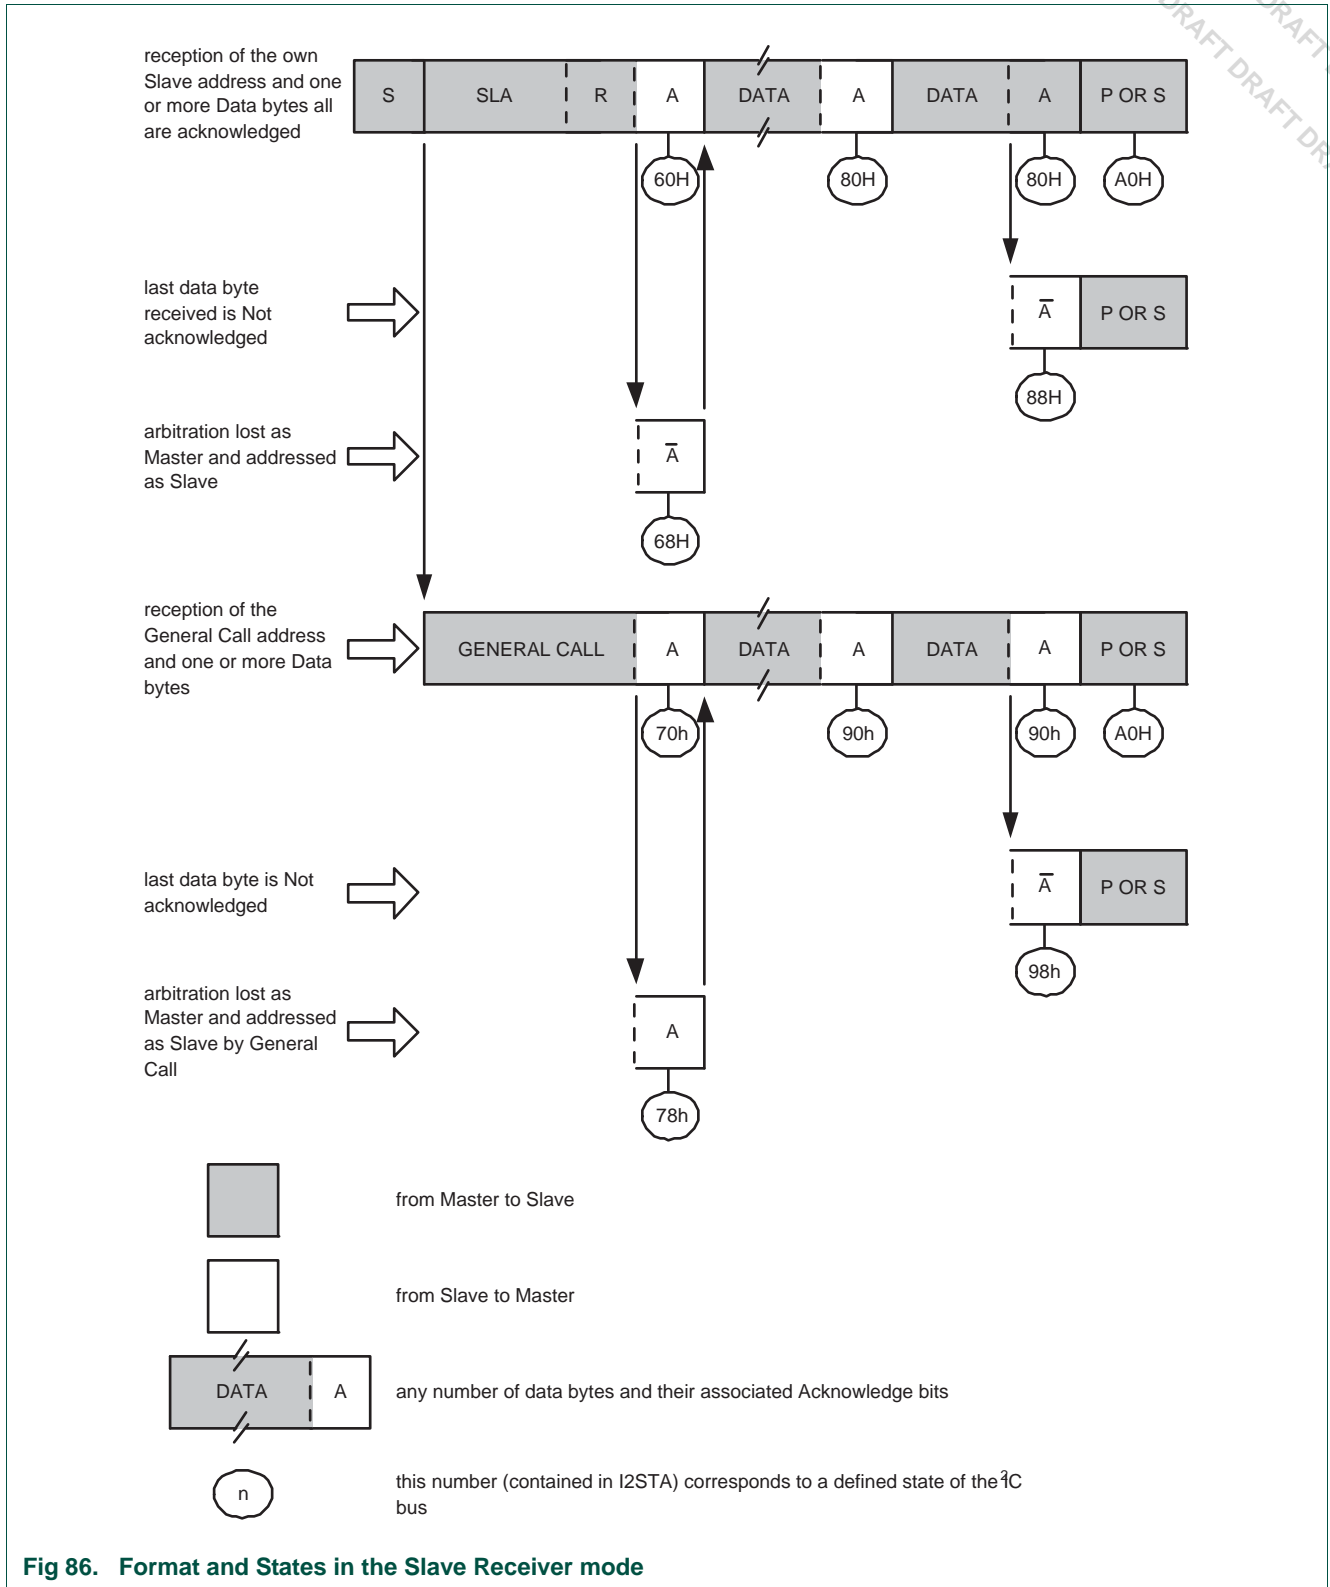 DRAFT DRAFT DRAFT
DRAFT DRAFT DRA
reception of the own
Slave address and one
or more Data bytes all
are acknowledged
S SLA R A DATA A DATA A P OR S
60H 80H 80H A0H
last data byte
received is Not
acknowledged
A̅ P OR S
88H
arbitration lost as
Master and addressed
as Slave
A̅
68H
reception of the
General Call address
and one or more Data
bytes
GENERAL CALL A DATA A DATA A P OR S
70h 90h 90h A0H
last data byte is Not
acknowledged
A̅ P OR S
98h
arbitration lost as
Master and addressed
as Slave by General
Call
A
78h
from Master to Slave
from Slave to Master
DATA A any number of data bytes and their associated Acknowledge bits
n this number (contained in I2STA) corresponds to a defined state of the I²C
bus
Fig 86. Format and States in the Slave Receiver mode